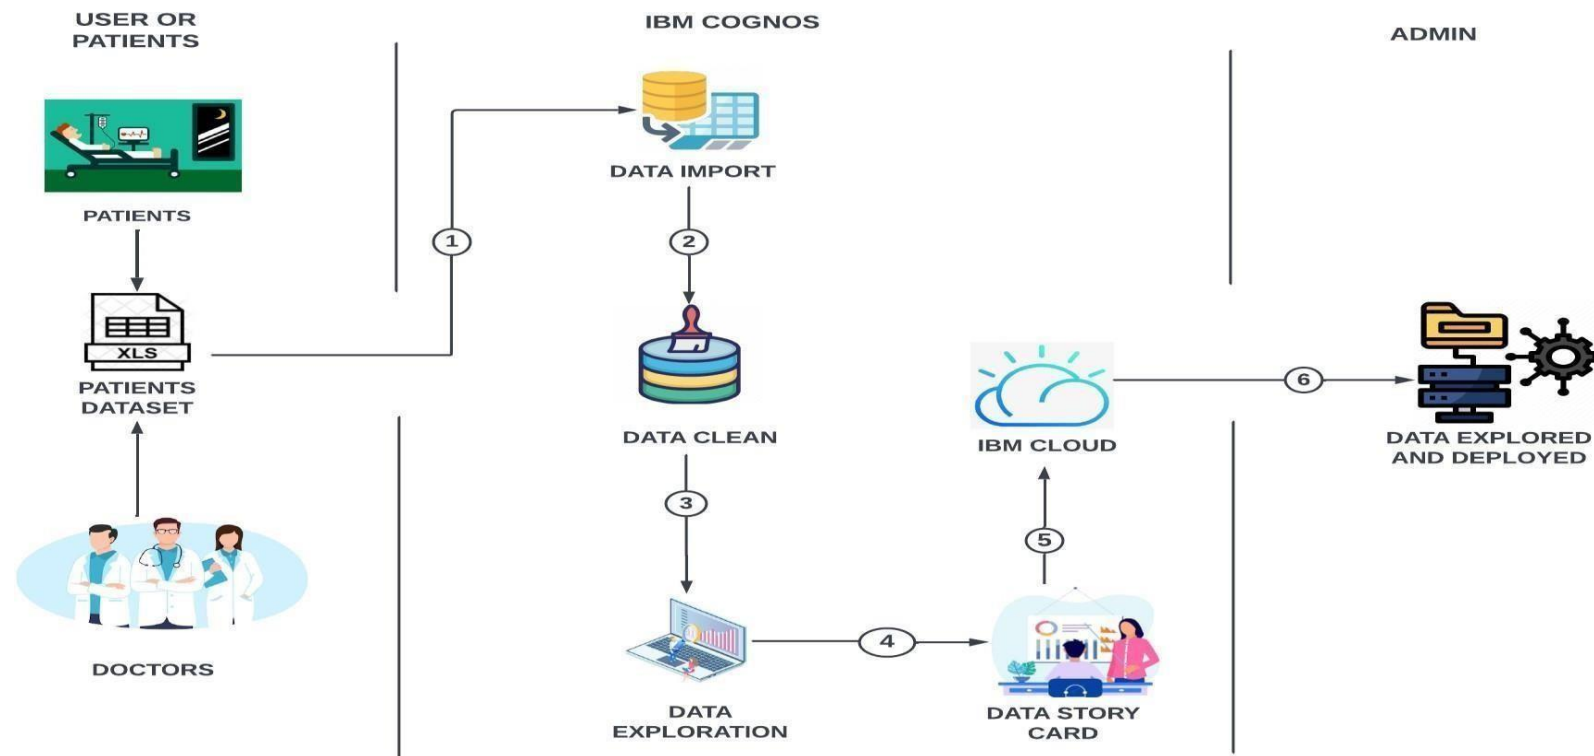 USER OR
PATIENTS
IBM COGNOS
ADMIN
PATIENTS
XLS
PATIENTS
DATASET
DOCTORS
1
DATA IMPORT
2
DATA CLEAN
3
DATA
EXPLORATION
4
DATA STORY
CARD
5
IBM CLOUD
6
DATA EXPLORED
AND DEPLOYED